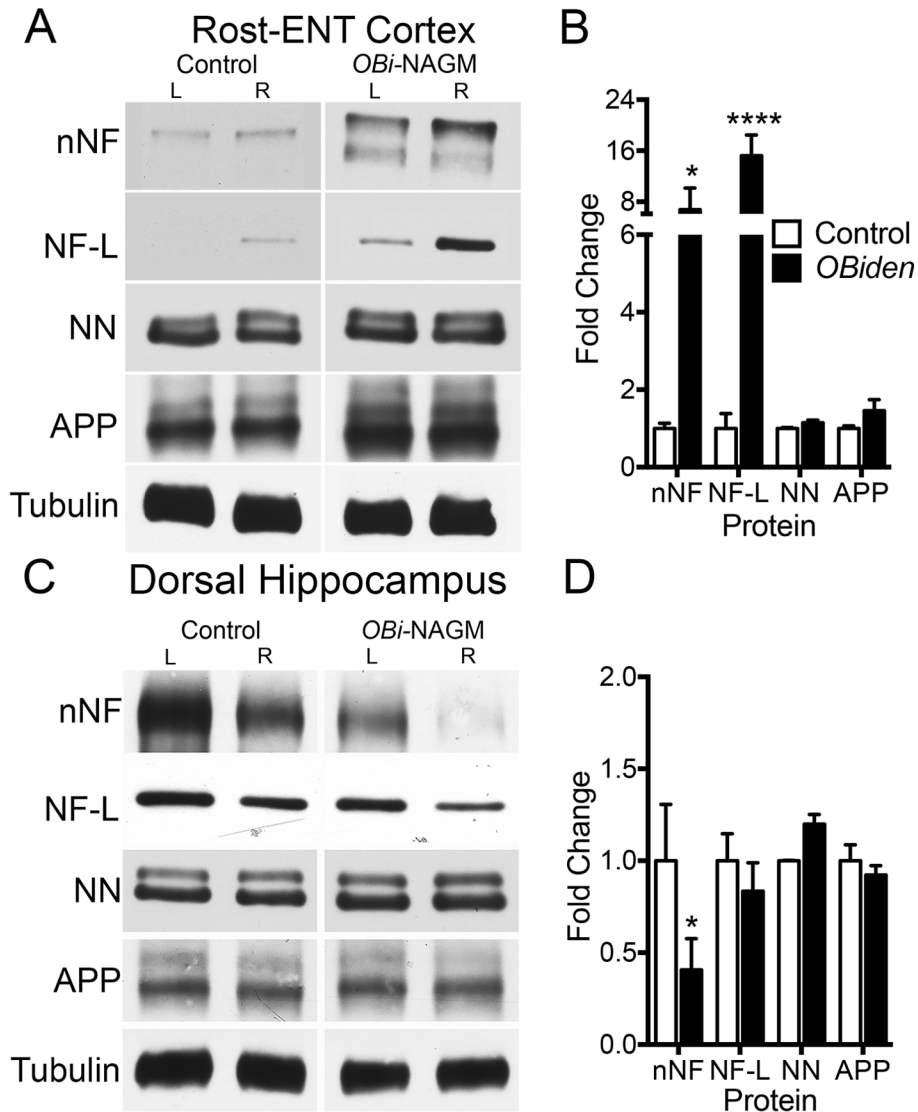 A Rost-ENT Cortex
Control OBi-NAGM
L R L R
nNF
NF-L
NN
APP
Tubulin
B
24
16
8
6
4
2
0
Fold Change
* ****
Control
OBiden
nNF NF-L NN APP
Protein
C Dorsal Hippocampus
Control OBi-NAGM
L R L R
nNF
NF-L
NN
APP
Tubulin
D
2.0
1.5
1.0
0.5
0.0
Fold Change
*
nNF NF-L NN APP
Protein